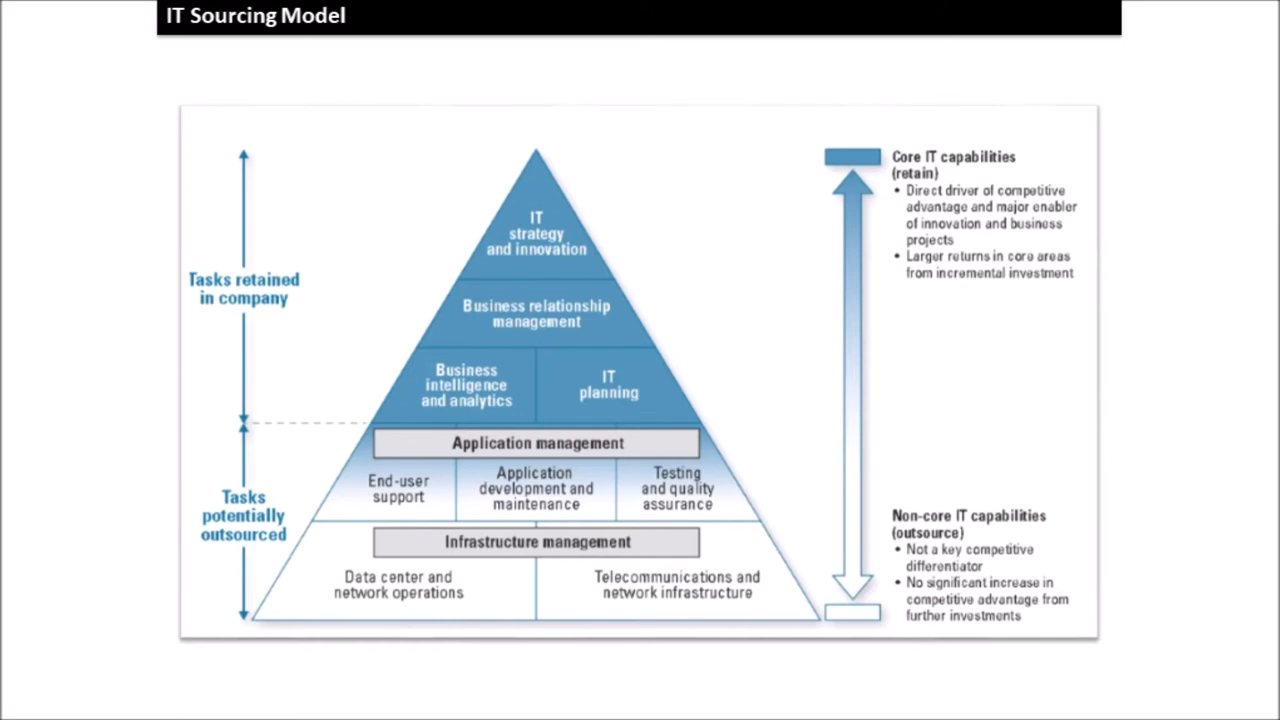 IT Sourcing Model
Tasks retained
in company
Tasks
potentially
outsourced
IT
strategy
and innovation
Business relationship
management
Business
intelligence
and analytics
IT
planning
Application management
End-user
support
Application
development and
maintenance
Testing
and quality
assurance
Infrastructure management
Data center and
network operations
Telecommunications and
network infrastructure
Core IT capabilities
(retain)
• Direct driver of competitive
advantage and major enabler
of innovation and business
projects
• Larger returns in core areas
from incremental investment
Non-core IT capabilities
(outsource)
• Not a key competitive
differentiator
• No significant increase in
competitive advantage from
further investments